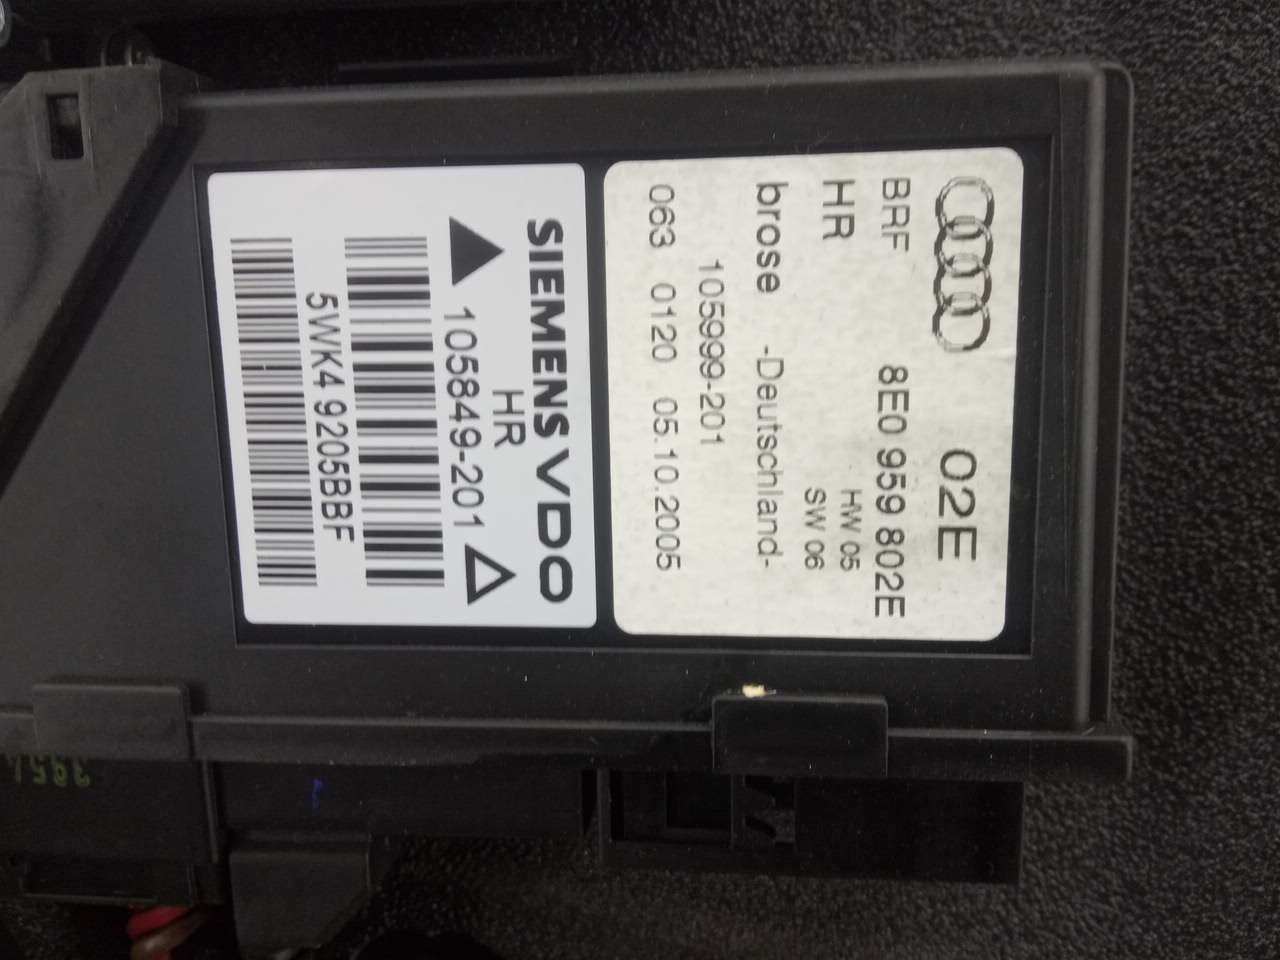 02E
BRF 8E0 959 802E
HR HW 05
SW 06
brose -Deutschland-
105999-201
063 0120 05.10.2005
SIEMENS VDO
HR
105849-201
5WK4 9205BBF